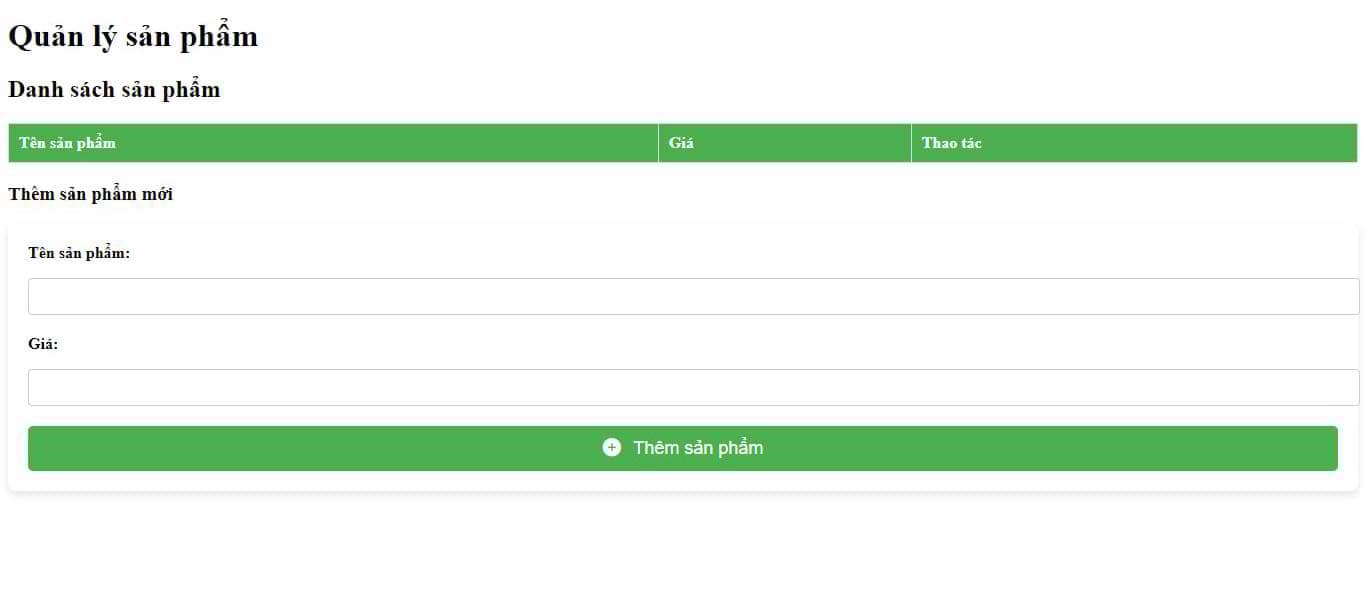 Quản lý sản phẩm
Danh sách sản phẩm
Tên sản phẩm Giá Thao tác
Thêm sản phẩm mới
Tên sản phẩm:
Giá:
Thêm sản phẩm